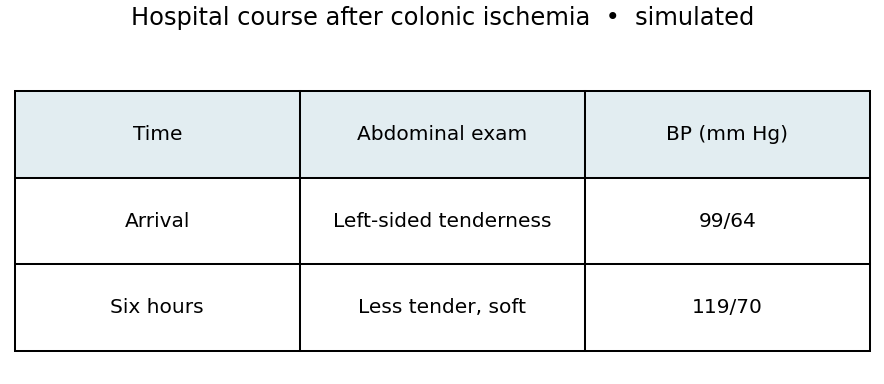 Hospital course after colonic ischemia • simulated
Time Abdominal exam BP (mm Hg)
Arrival Left-sided tenderness 99/64
Six hours Less tender, soft 119/70